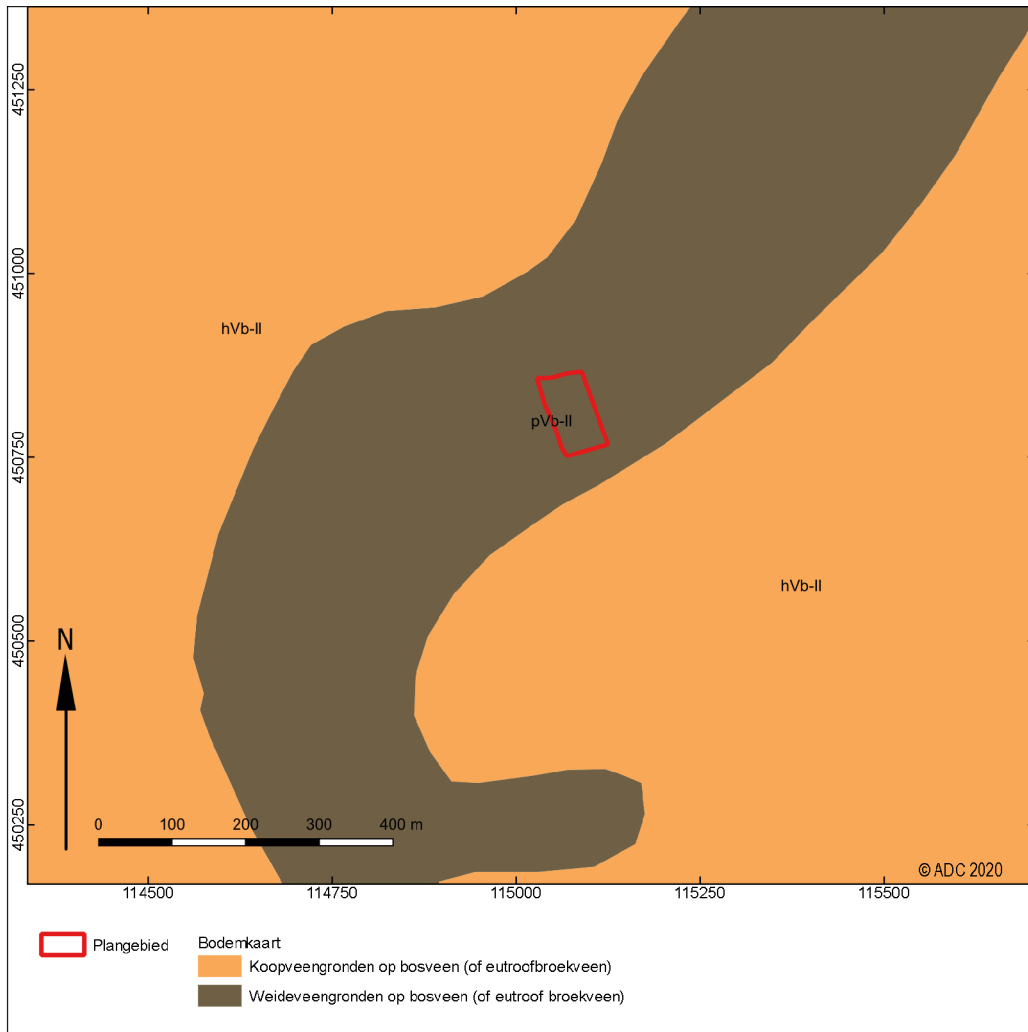 451250
451000
450750
450500
450250
hVb-II
pVb-II
hVb-II
N
0 100 200 300 400 m
© ADC 2020
114500 114750 115000 115250 115500
Plangebied
Bodemkaart
Koopveengronden op bosveen (of eutroofbroekveen)
Weideveengronden op bosveen (of eutroof broekveen)